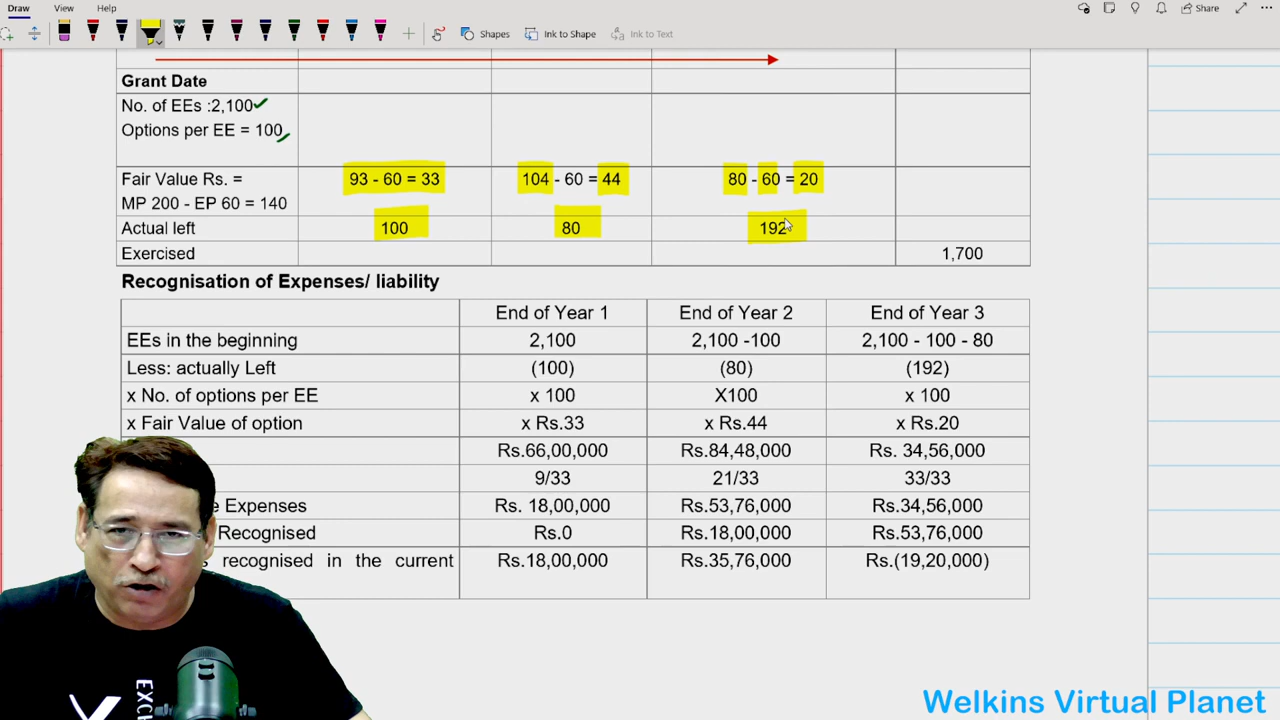 Draw View Help
Share
Shapes Ink to Shape Ink to Text
Grant Date
No. of EEs :2,100
Options per EE = 100
Fair Value Rs. = 93 - 60 = 33 104 - 60 = 44 80 - 60 = 20
MP 200 - EP 60 = 140
Actual left 100 80 192
Exercised 1,700
Recognisation of Expenses/ liability
End of Year 1 End of Year 2 End of Year 3
EEs in the beginning 2,100 2,100 -100 2,100 - 100 - 80
Less: actually Left (100) (80) (192)
x No. of options per EE x 100 X100 x 100
x Fair Value of option x Rs.33 x Rs.44 x Rs.20
Rs.66,00,000 Rs.84,48,000 Rs. 34,56,000
9/33 21/33 33/33
Expenses Rs. 18,00,000 Rs.53,76,000 Rs.34,56,000
Recognised Rs.0 Rs.18,00,000 Rs.53,76,000
recognised in the current Rs.18,00,000 Rs.35,76,000 Rs.(19,20,000)
Welkins Virtual Planet